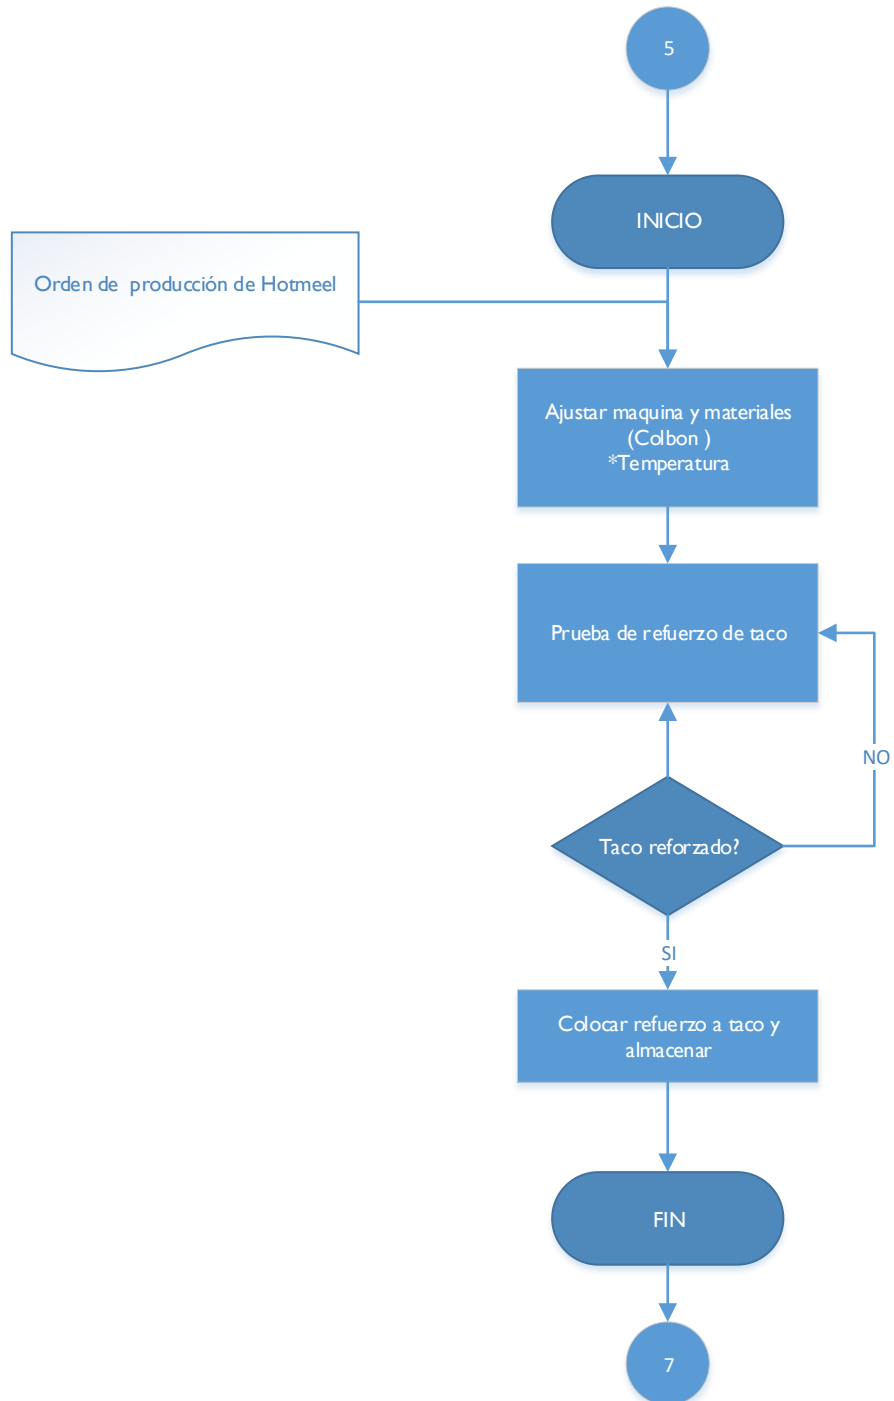 5
INICIO
Orden de producción de Hotmeel
Ajustar maquina y materiales
(Colbon )
*Temperatura
Prueba de refuerzo de taco
NO
Taco reforzado?
SI
Colocar refuerzo a taco y
almacenar
FIN
7